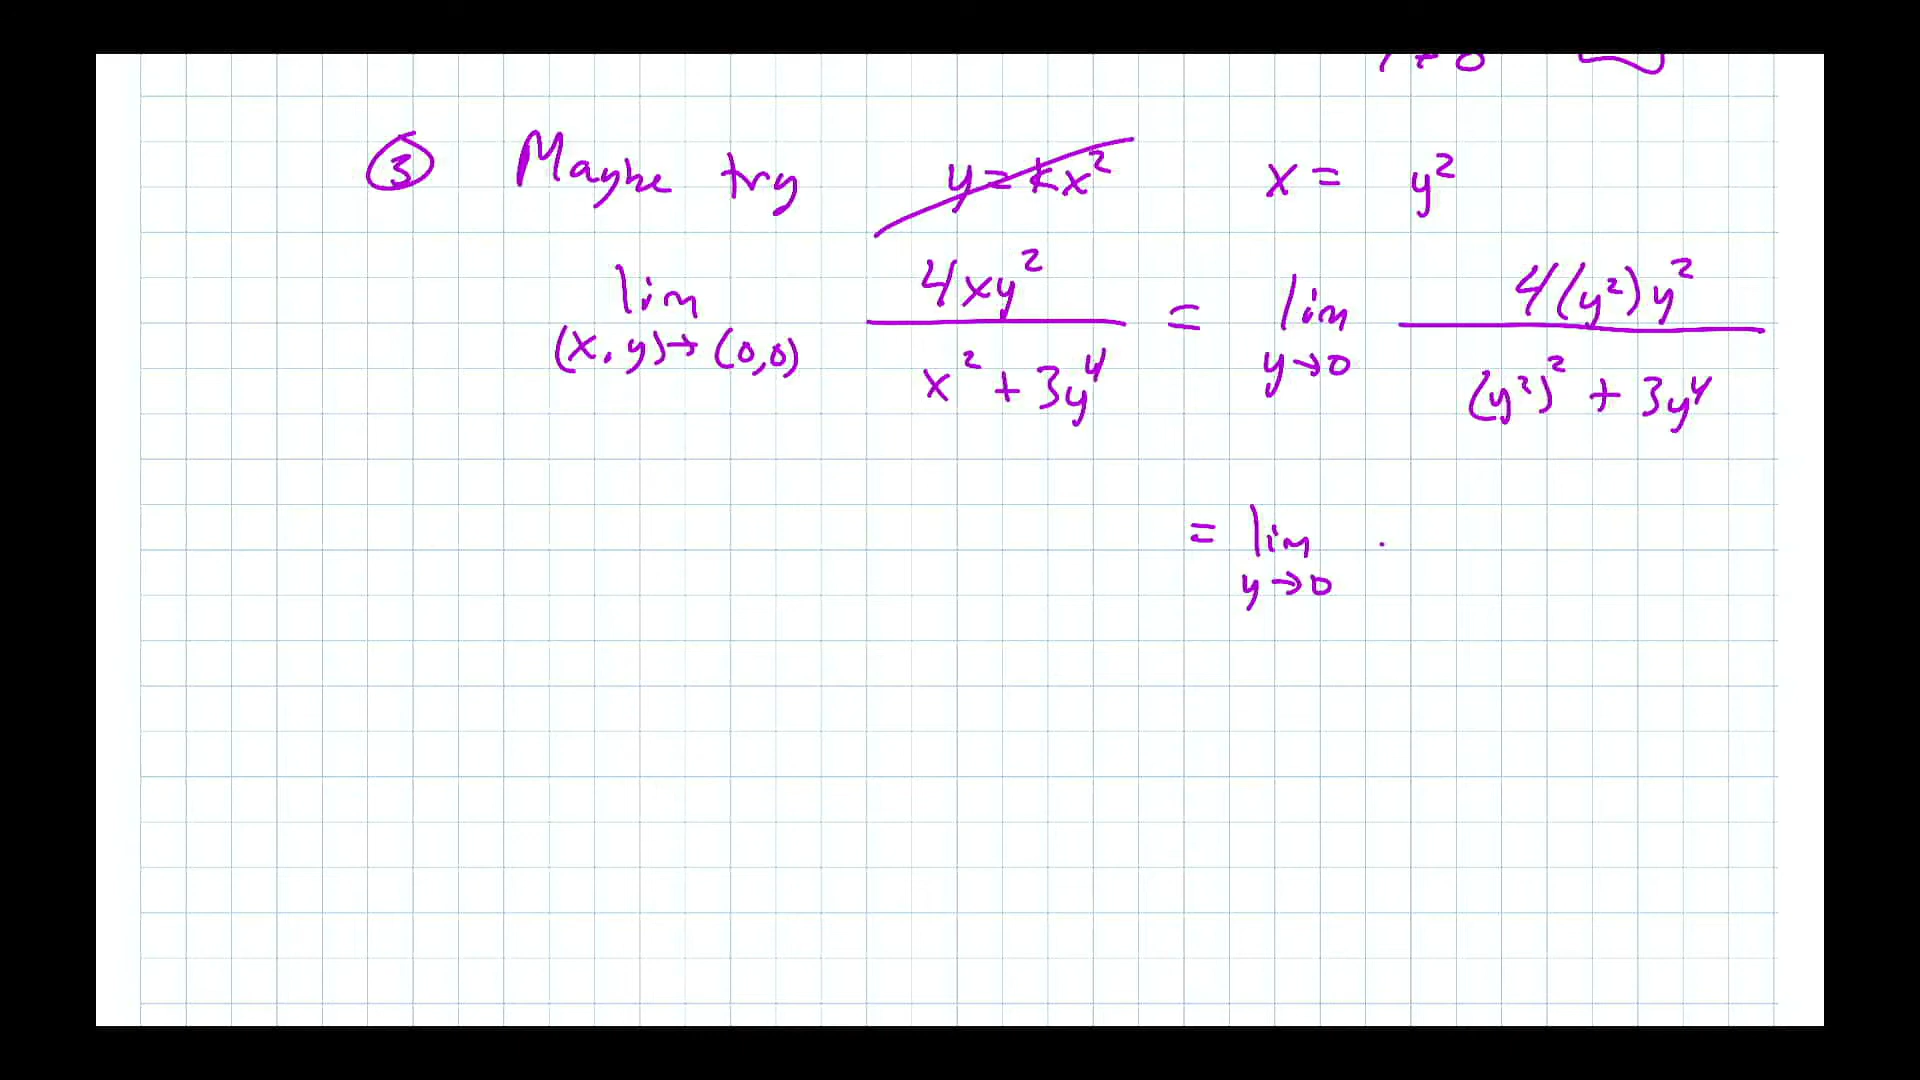 ③ Maybe try y=kx² x= y²
lim (x,y)→(0,0) 4xy² / x² + 3y⁴ = lim y→0 4(y²)y² / (y²)² + 3y⁴
= lim y→0